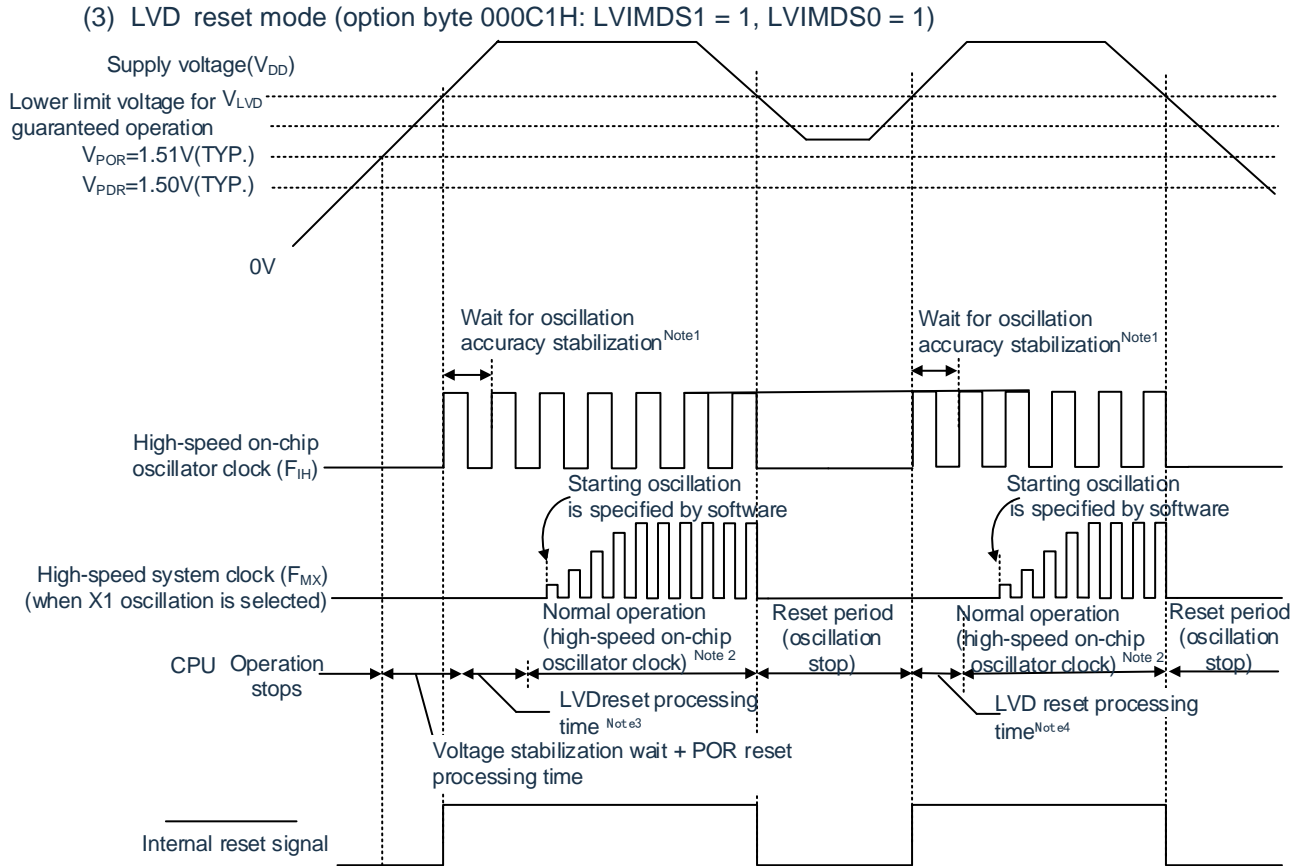 (3) LVD reset mode (option byte 000C1H: LVIMDS1 = 1, LVIMDS0 = 1)
Supply voltage(VDD)
Lower limit voltage for VLVD
guaranteed operation
VPOR=1.51V(TYP.)
VPDR=1.50V(TYP.)
0V
Wait for oscillation
accuracy stabilizationNote1
Wait for oscillation
accuracy stabilizationNote1
High-speed on-chip
oscillator clock (FIH)
Starting oscillation
is specified by software
Starting oscillation
is specified by software
High-speed system clock (FMX)
(when X1 oscillation is selected)
Normal operation
(high-speed on-chip
oscillator clock) Note 2
Reset period
(oscillation
stop)
Normal operation
(high-speed on-chip
oscillator clock) Note 2
Reset period
(oscillation
stop)
CPU Operation
stops
LVDreset processing
time Note3
LVD reset processing
timeNote4
Voltage stabilization wait + POR reset
processing time
Internal reset signal